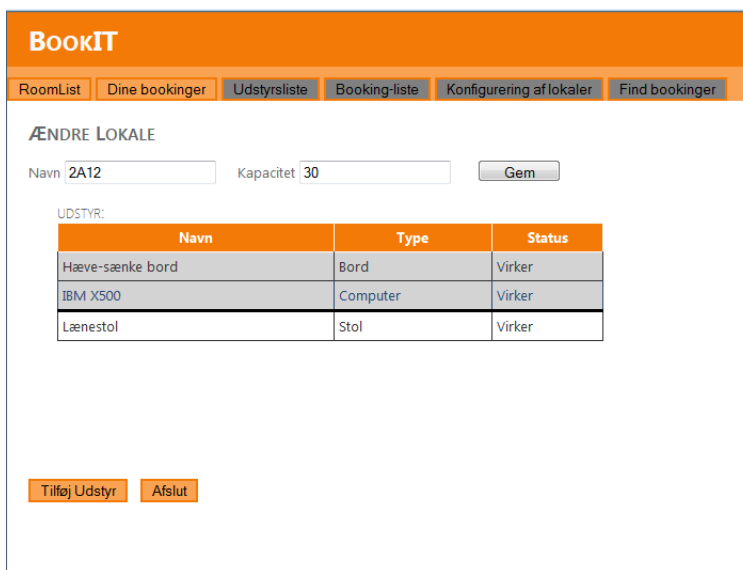 BookIT
RoomList Dine bookinger Udstyrsliste Booking-liste Konfigurering af lokaler Find bookinger
Ændre Lokale
Navn 2A12 Kapacitet 30 Gem
UDSTYR:
Navn Type Status
Hæve-sænke bord Bord Virker
IBM X500 Computer Virker
Lænestol Stol Virker
Tilføj Udstyr Afslut